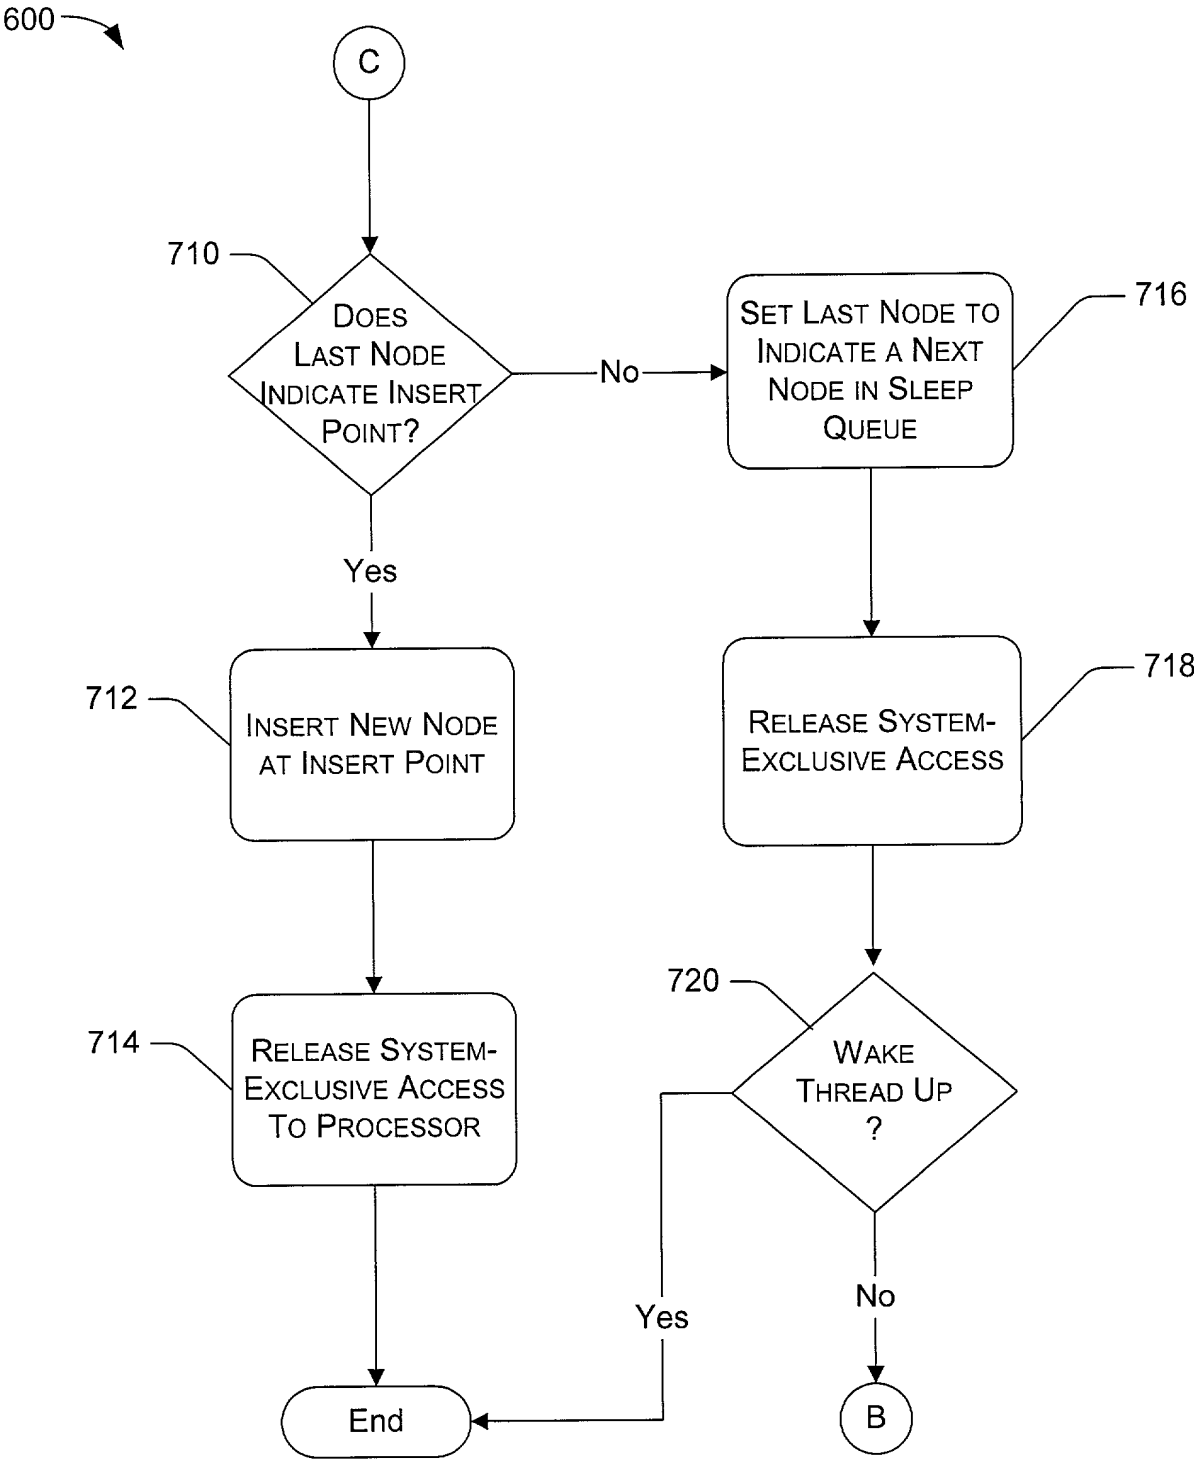 600
C
710
DOES
LAST NODE
INDICATE INSERT
POINT?
No
716
SET LAST NODE TO
INDICATE A NEXT
NODE IN SLEEP
QUEUE
Yes
712
INSERT NEW NODE
AT INSERT POINT
718
RELEASE SYSTEM-
EXCLUSIVE ACCESS
714
RELEASE SYSTEM-
EXCLUSIVE ACCESS
TO PROCESSOR
720
WAKE
THREAD UP
?
Yes
No
End
B